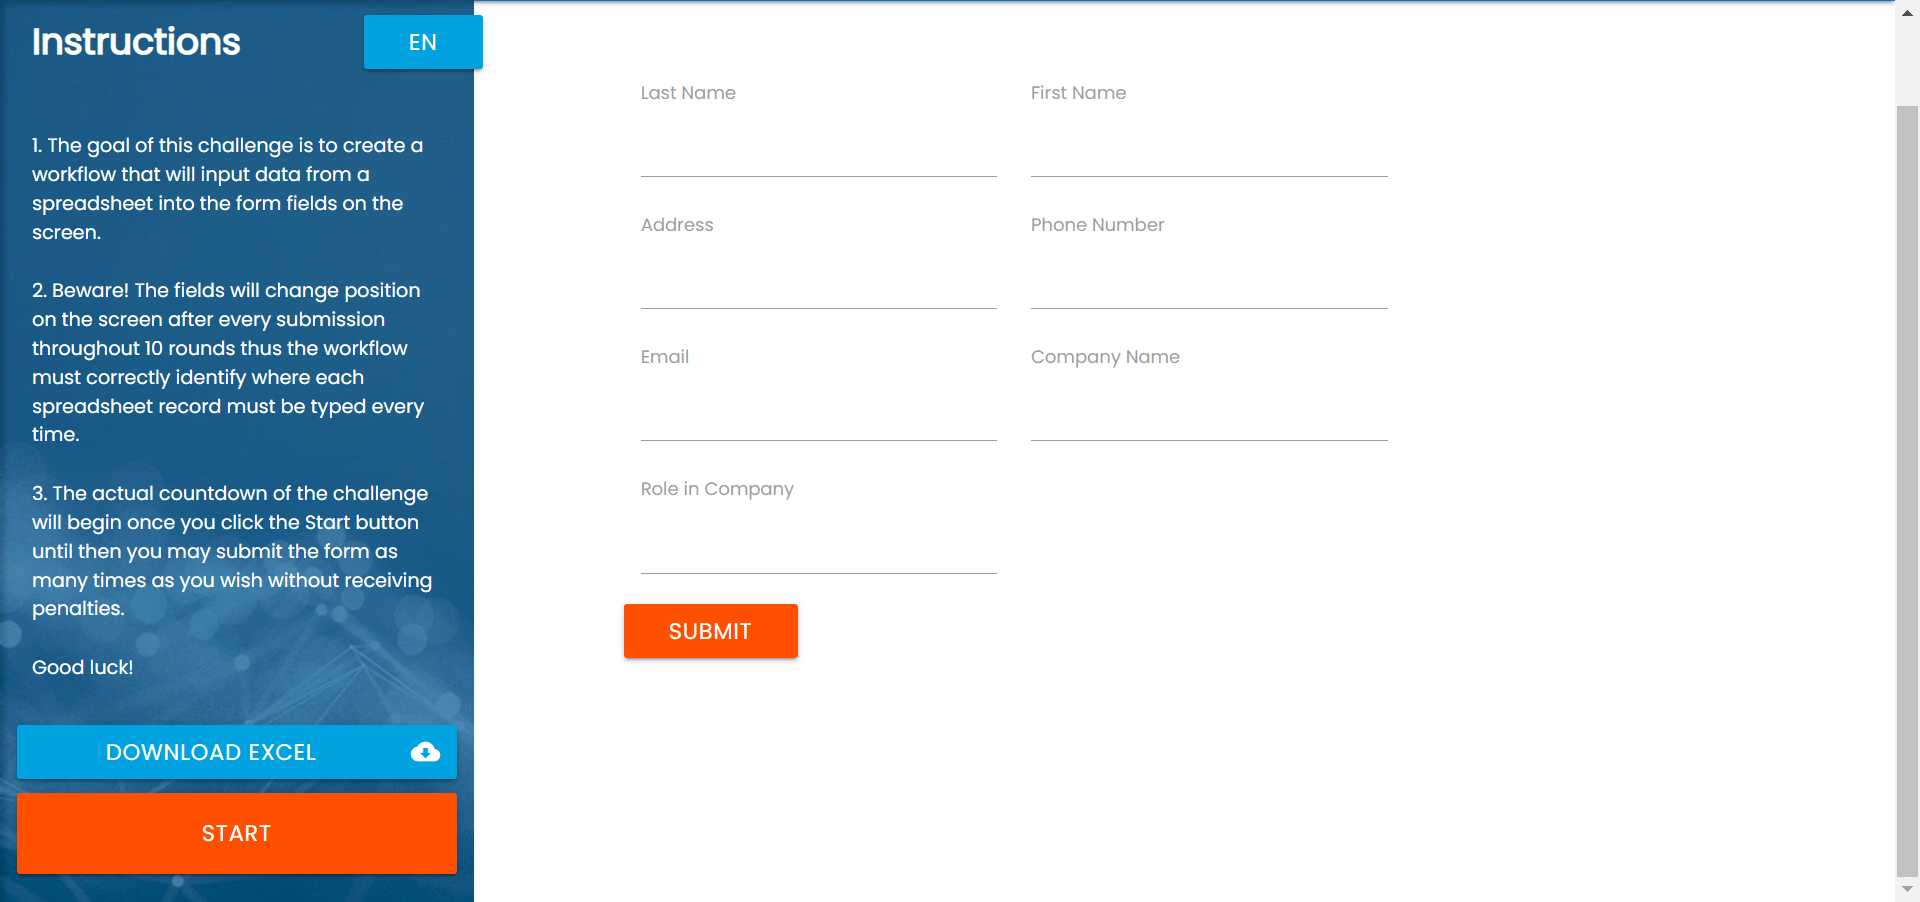 Instructions
EN
1. The goal of this challenge is to create a
workflow that will input data from a
spreadsheet into the form fields on the
screen.
2. Beware! The fields will change position
on the screen after every submission
throughout 10 rounds thus the workflow
must correctly identify where each
spreadsheet record must be typed every
time.
3. The actual countdown of the challenge
will begin once you click the Start button
until then you may submit the form as
many times as you wish without receiving
penalties.
Good luck!
DOWNLOAD EXCEL
START
Last Name
First Name
Address
Phone Number
Email
Company Name
Role in Company
SUBMIT